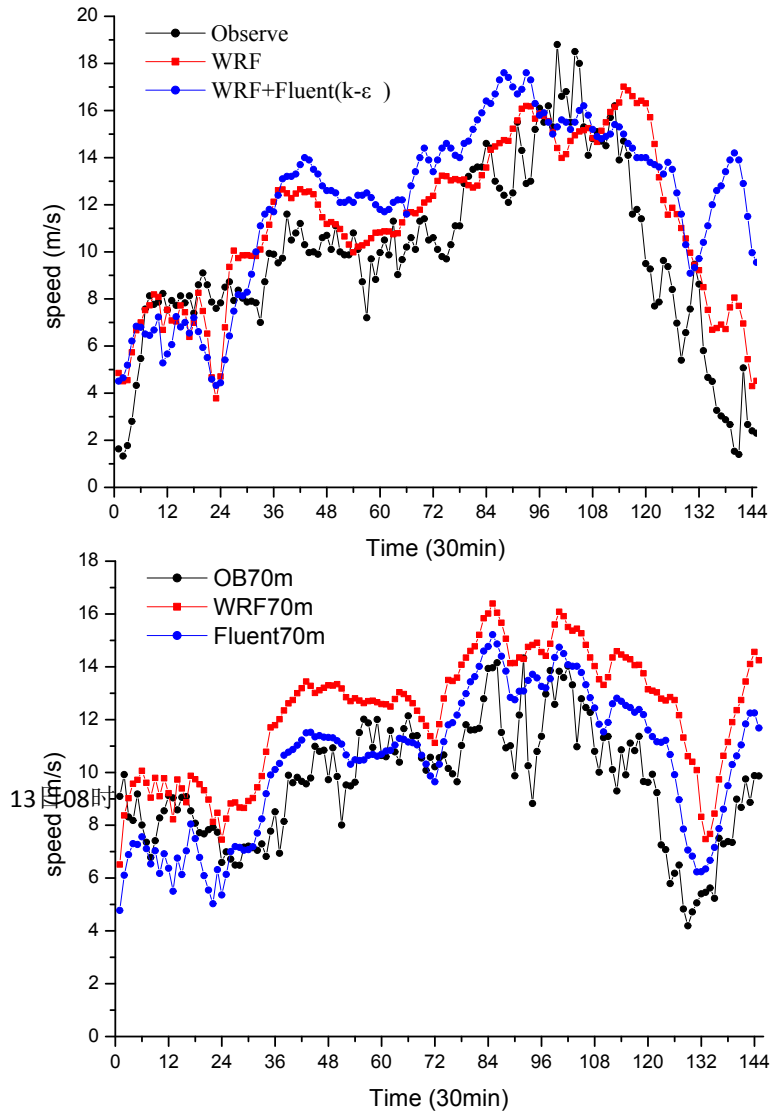 20
18
16
14
12
10
8
6
4
2
0
speed (m/s)
Observe
WRF
WRF+Fluent(k-ε )
0 12 24 36 48 60 72 84 96 108 120 132 144
Time (30min)
18
16
14
12
10
8
6
4
2
0
speed (m/s)
13日08时
OB70m
WRF70m
Fluent70m
0 12 24 36 48 60 72 84 96 108 120 132 144
Time (30min)